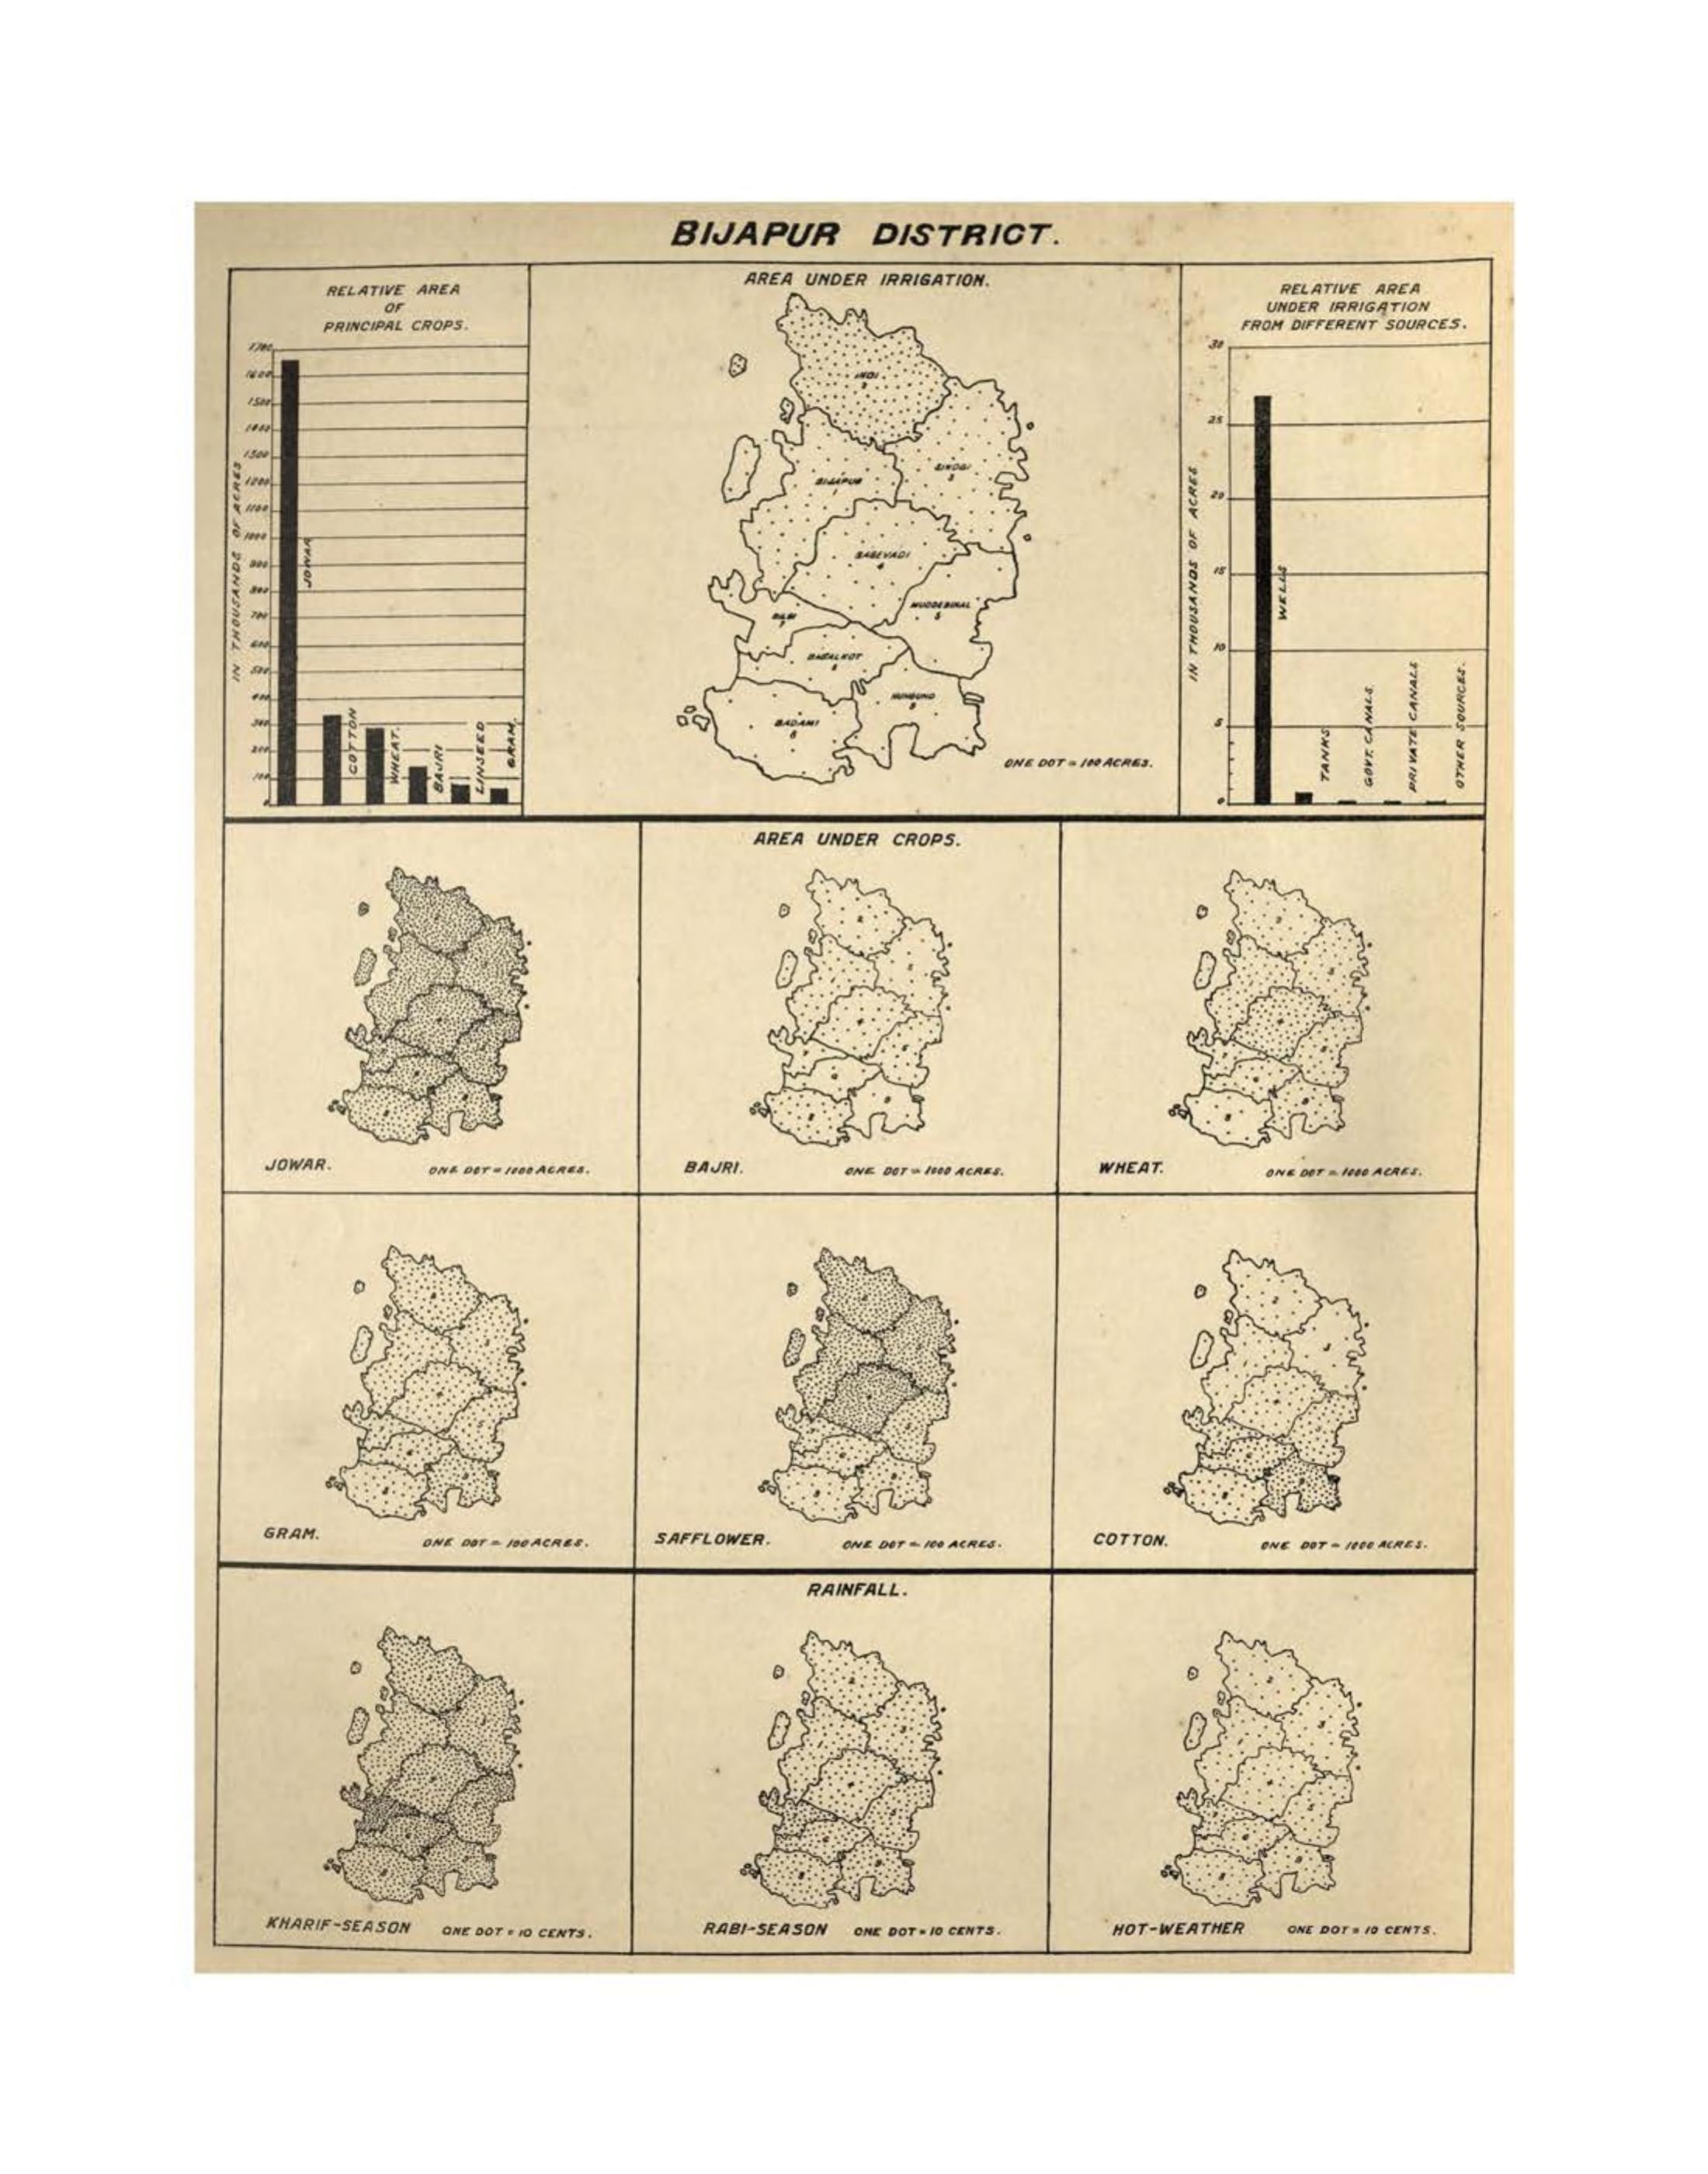 BIJAPUR DISTRICT.
RELATIVE AREA
OF
PRINCIPAL CROPS.
IN THOUSANDS OF ACRES
1700
1600
1500
1400
1300
1200
1100
1000
900
800
700
600
500
400
300
200
100
0
JOWAR
COTTON
WHEAT.
BAJRI
LINSEED
GRAM.
AREA UNDER IRRIGATION.
INDI
2
SINDGI
3
BIJAPUR
1
BAGEVADI
4
MUDDEBIHAL
5
BILGI
7
BAGALKOT
6
HUNGUND
9
BADAMI
8
ONE DOT = 100 ACRES.
RELATIVE AREA
UNDER IRRIGATION
FROM DIFFERENT SOURCES.
IN THOUSANDS OF ACRES
30
25
20
15
10
5
0
WELLS
TANKS
GOVT. CANALS
PRIVATE CANALS
OTHER SOURCES.
AREA UNDER CROPS.
JOWAR.
ONE DOT = 1000 ACRES.
BAJRI.
ONE DOT = 1000 ACRES.
WHEAT.
ONE DOT = 1000 ACRES.
GRAM.
ONE DOT = 100 ACRES.
SAFFLOWER.
ONE DOT = 100 ACRES.
COTTON.
ONE DOT = 1000 ACRES.
RAINFALL.
KHARIF-SEASON ONE DOT = 10 CENTS.
RABI-SEASON ONE DOT = 10 CENTS.
HOT-WEATHER ONE DOT = 10 CENTS.